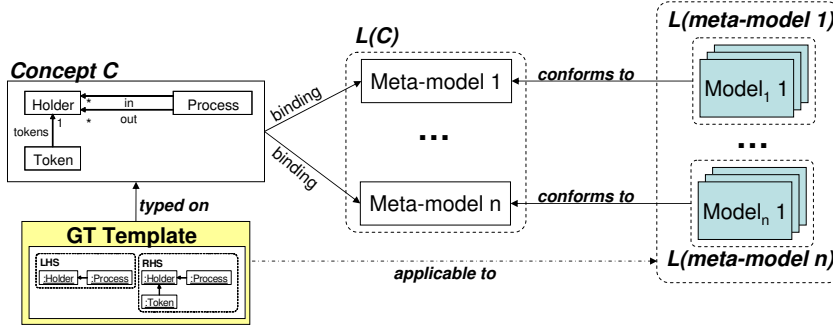 Concept C
Holder
Process
in
out
*
*
1
tokens
Token
typed on
GT Template
LHS
:Holder
:Process
RHS
:Holder
:Process
:Token
binding
binding
L(C)
Meta-model 1
...
Meta-model n
conforms to
conforms to
applicable to
L(meta-model 1)
Model₁ 1
...
Modelₙ 1
L(meta-model n)